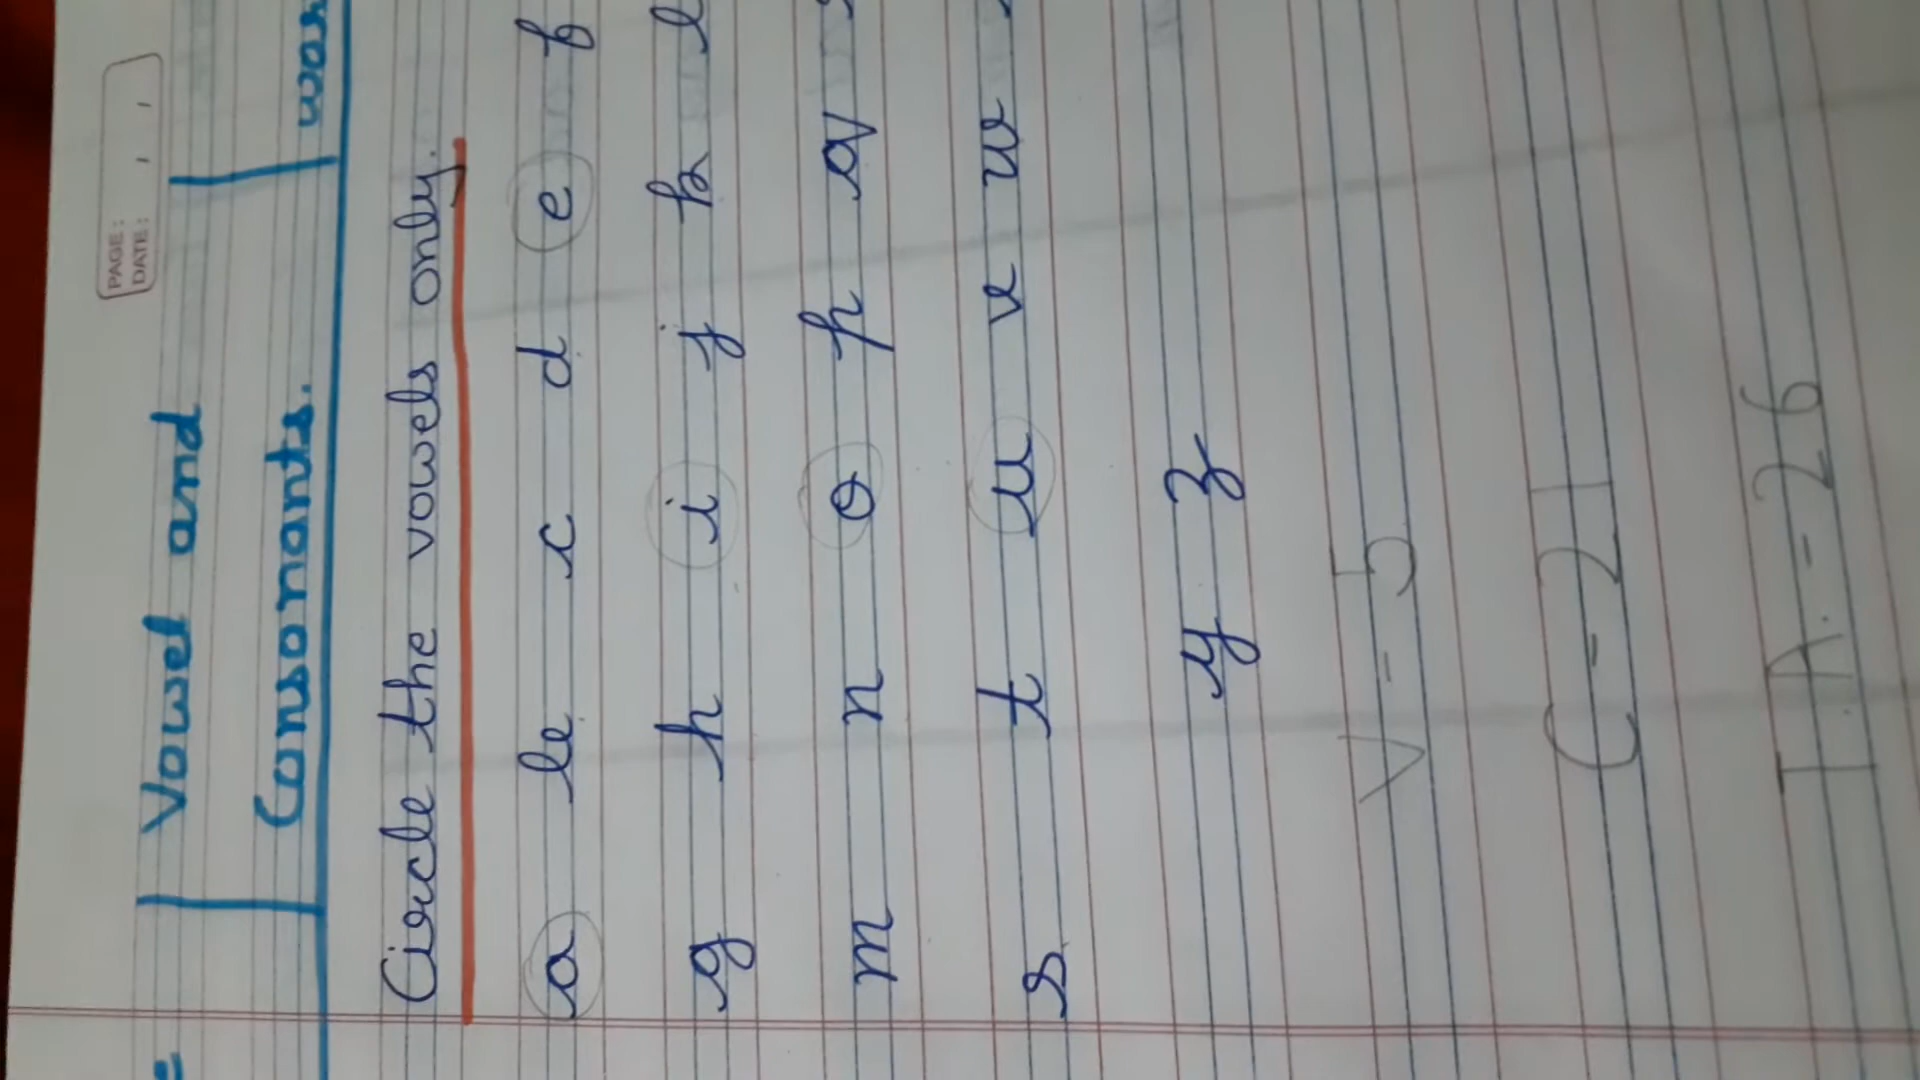 PAGE:
DATE:
Vowel and
Consonants.
Circle the vowels only.
a b c d e f
g h i j k l
m n o p q
s t u v w
y z
V - 5
C - 21
T.A. - 26